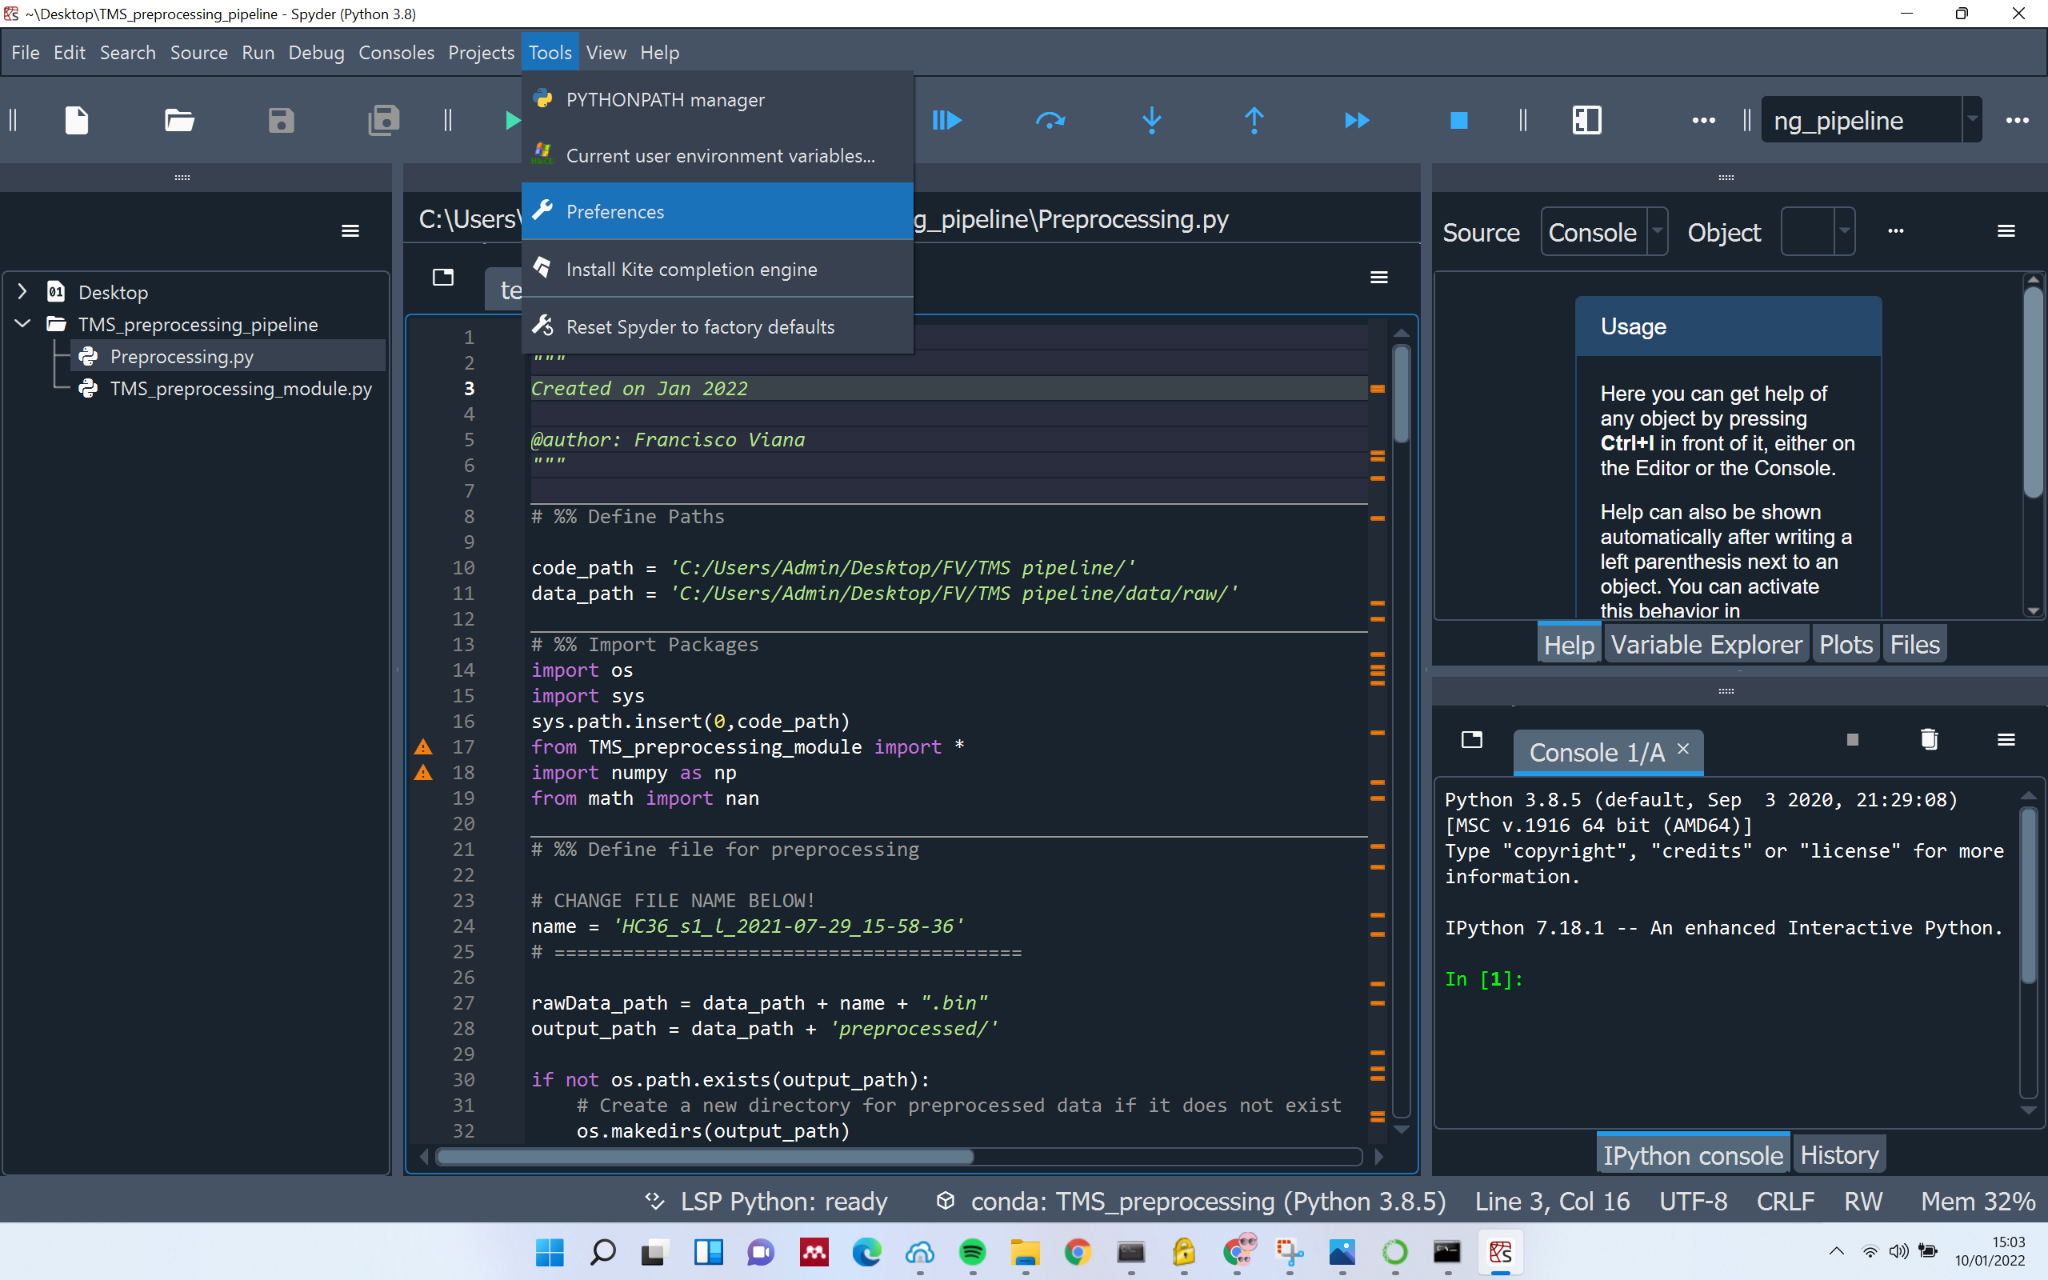 ~\Desktop\TMS_preprocessing_pipeline - Spyder (Python 3.8)
File Edit Search Source Run Debug Consoles Projects Tools View Help
PYTHONPATH manager
Current user environment variables...
Preferences
Install Kite completion engine
Reset Spyder to factory defaults
ng_pipeline
Desktop
TMS_preprocessing_pipeline
Preprocessing.py
TMS_preprocessing_module.py
C:\Users\
g_pipeline\Preprocessing.py
te
1
2 """
3 Created on Jan 2022
4
5 @author: Francisco Viana
6 """
7
8 # %% Define Paths
9
10 code_path = 'C:/Users/Admin/Desktop/FV/TMS pipeline/'
11 data_path = 'C:/Users/Admin/Desktop/FV/TMS pipeline/data/raw/'
12
13 # %% Import Packages
14 import os
15 import sys
16 sys.path.insert(0,code_path)
17 from TMS_preprocessing_module import *
18 import numpy as np
19 from math import nan
20
21 # %% Define file for preprocessing
22
23 # CHANGE FILE NAME BELOW!
24 name = 'HC36_s1_l_2021-07-29_15-58-36'
25 # =========================================
26
27 rawData_path = data_path + name + ".bin"
28 output_path = data_path + 'preprocessed/'
29
30 if not os.path.exists(output_path):
31 # Create a new directory for preprocessed data if it does not exist
32 os.makedirs(output_path)
Source Console Object
Usage
Here you can get help of
any object by pressing
Ctrl+I in front of it, either on
the Editor or the Console.
Help can also be shown
automatically after writing a
left parenthesis next to an
object. You can activate
this behavior in
Help Variable Explorer Plots Files
Console 1/A
Python 3.8.5 (default, Sep  3 2020, 21:29:08)
[MSC v.1916 64 bit (AMD64)]
Type "copyright", "credits" or "license" for more
information.
IPython 7.18.1 -- An enhanced Interactive Python.
In [1]:
IPython console History
LSP Python: ready conda: TMS_preprocessing (Python 3.8.5) Line 3, Col 16 UTF-8 CRLF RW Mem 32%
15:03
10/01/2022